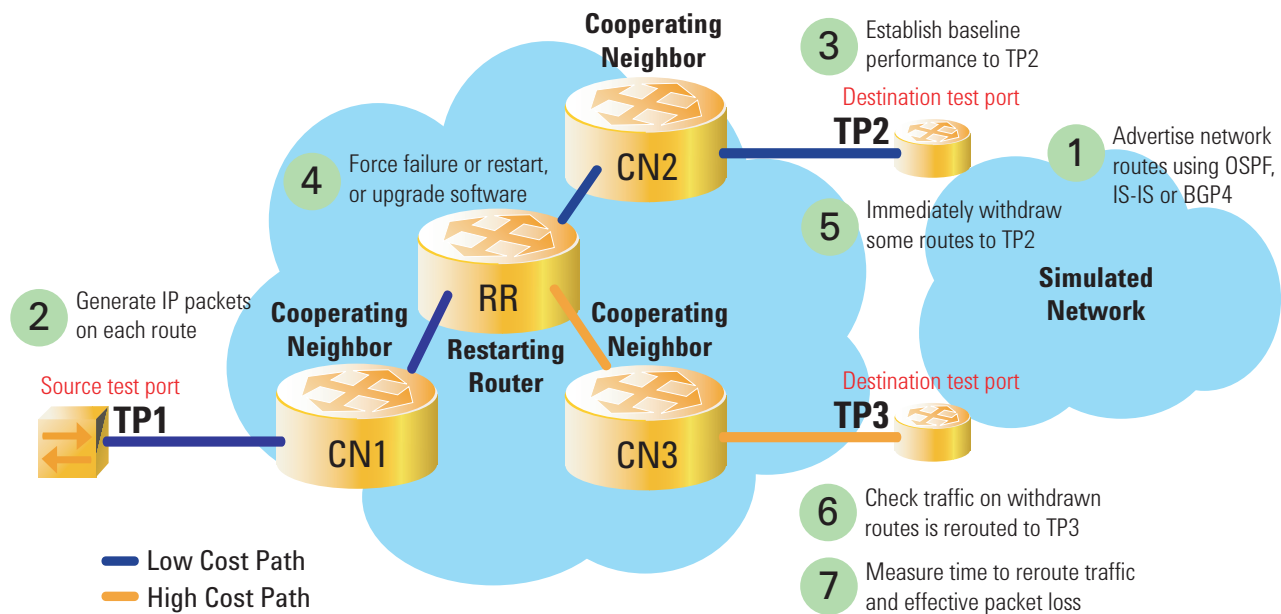 Cooperating
Neighbor
CN2
3
Establish baseline
performance to TP2
Destination test port
TP2
1
Advertise network
routes using OSPF,
IS-IS or BGP4
4
Force failure or restart,
or upgrade software
5
Immediately withdraw
some routes to TP2
Simulated
Network
RR
Restarting
Router
2
Generate IP packets
on each route
Cooperating
Neighbor
CN1
Cooperating
Neighbor
CN3
Source test port
TP1
Destination test port
TP3
6
Check traffic on withdrawn
routes is rerouted to TP3
7
Measure time to reroute traffic
and effective packet loss
Low Cost Path
High Cost Path